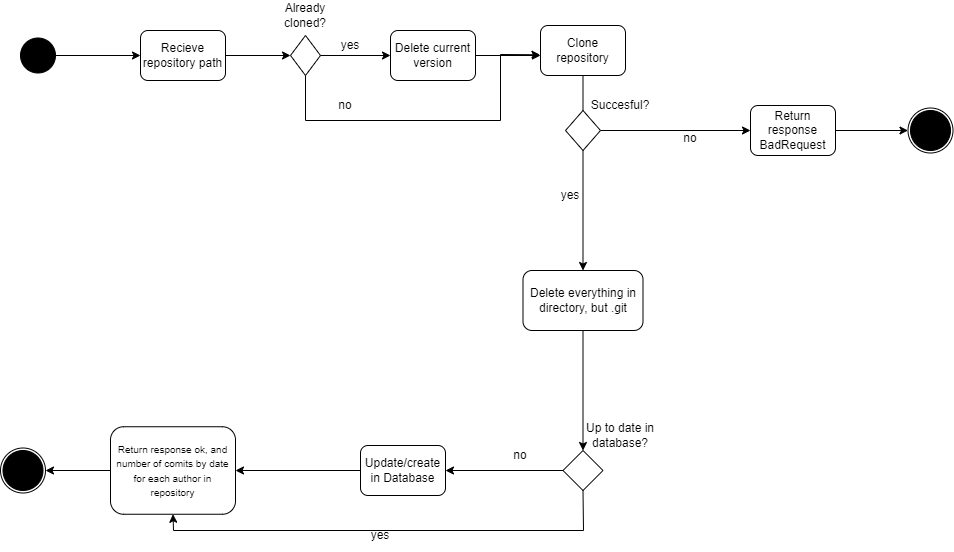 Already
cloned?
Recieve
repository path
yes
Delete current
version
Clone
repository
no
Succesful?
no
Return
response
BadRequest
yes
Delete everything in
directory, but .git
Up to date in
database?
no
Update/create
in Database
Return response ok, and
number of comits by date
for each author in
repository
yes